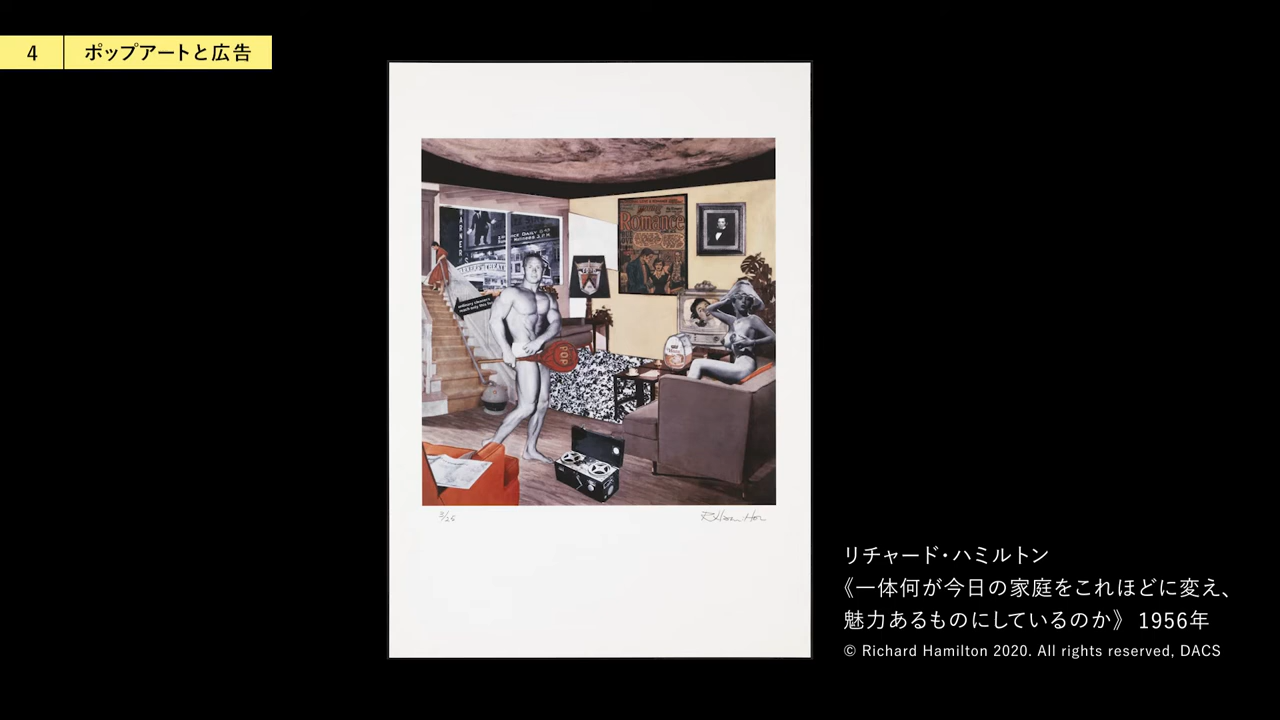 4 ポップアートと広告
Romance
POP
3/25
リチャード・ハミルトン
《一体何が今日の家庭をこれほどに変え、
魅力あるものにしているのか》 1956年
© Richard Hamilton 2020. All rights reserved, DACS